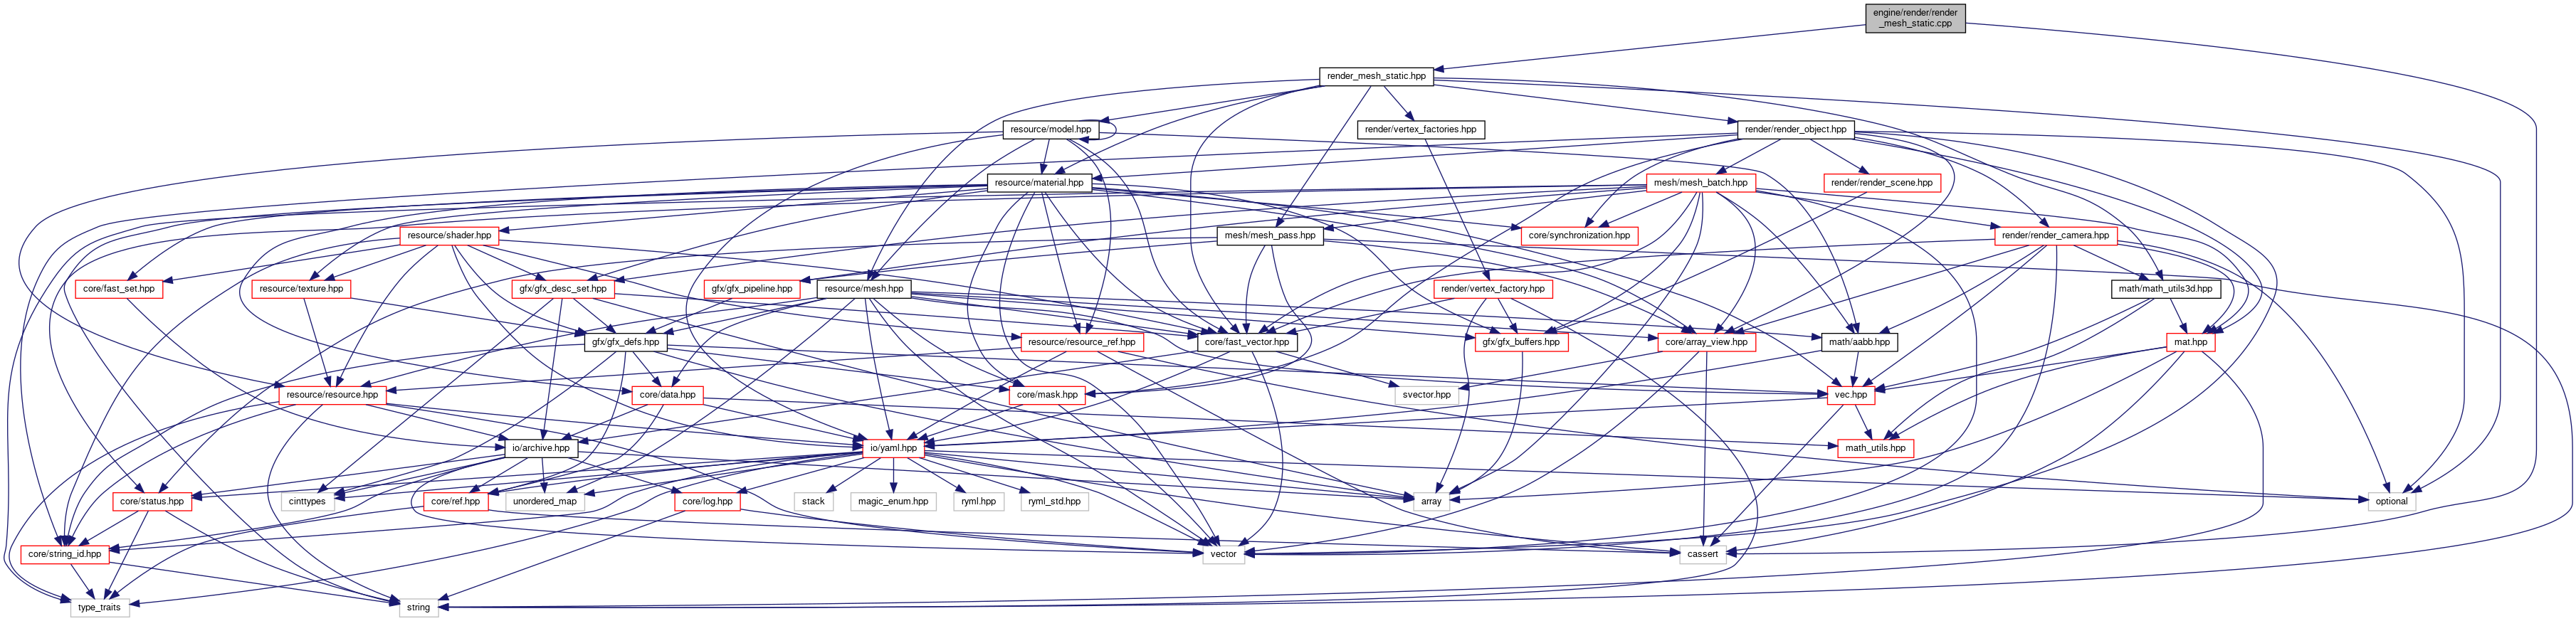 engine/render/render
_mesh_static.cpp
render_mesh_static.hpp
resource/model.hpp
render/vertex_factories.hpp
render/render_object.hpp
resource/material.hpp
mesh/mesh_batch.hpp
render/render_scene.hpp
resource/shader.hpp
mesh/mesh_pass.hpp
core/synchronization.hpp
render/render_camera.hpp
core/fast_set.hpp
resource/texture.hpp
gfx/gfx_desc_set.hpp
gfx/gfx_pipeline.hpp
resource/mesh.hpp
render/vertex_factory.hpp
math/math_utils3d.hpp
gfx/gfx_defs.hpp
resource/resource_ref.hpp
core/fast_vector.hpp
gfx/gfx_buffers.hpp
core/array_view.hpp
math/aabb.hpp
mat.hpp
resource/resource.hpp
core/data.hpp
core/mask.hpp
svector.hpp
vec.hpp
io/archive.hpp
io/yaml.hpp
math_utils.hpp
core/status.hpp
cinttypes
core/ref.hpp
unordered_map
core/log.hpp
stack
magic_enum.hpp
ryml.hpp
ryml_std.hpp
array
optional
core/string_id.hpp
vector
cassert
type_traits
string